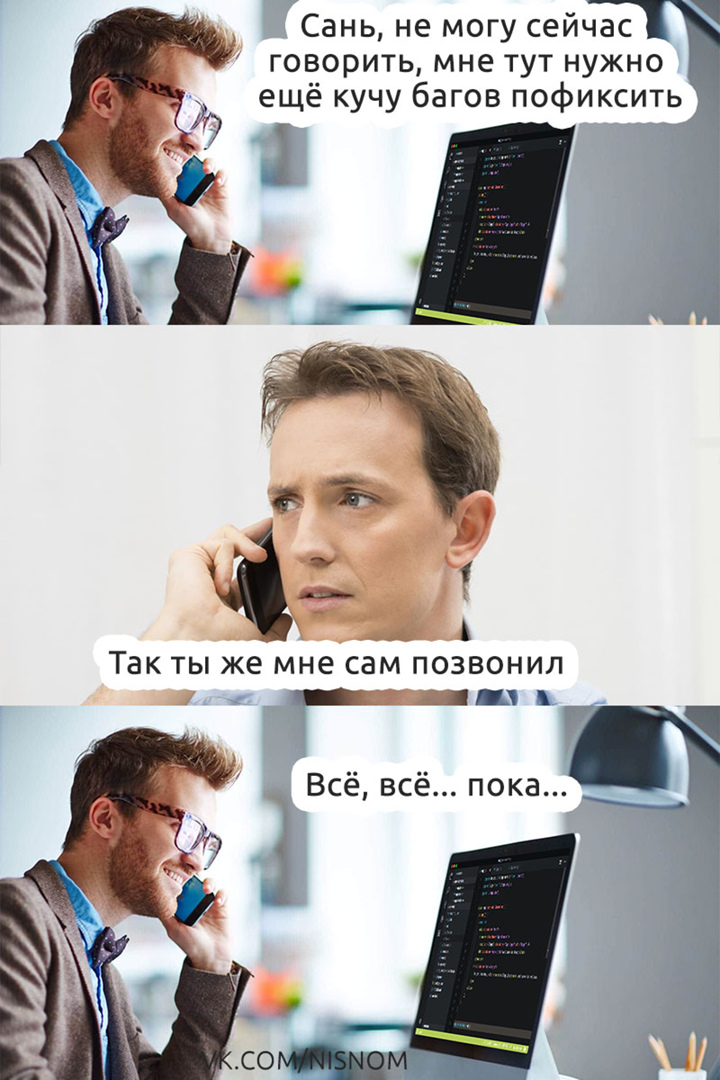 Сань, не могу сейчас
говорить, мне тут нужно
ещё кучу багов пофиксить
Так ты же мне сам позвонил
Всё, всё... пока...
VK.COM/NISNOM